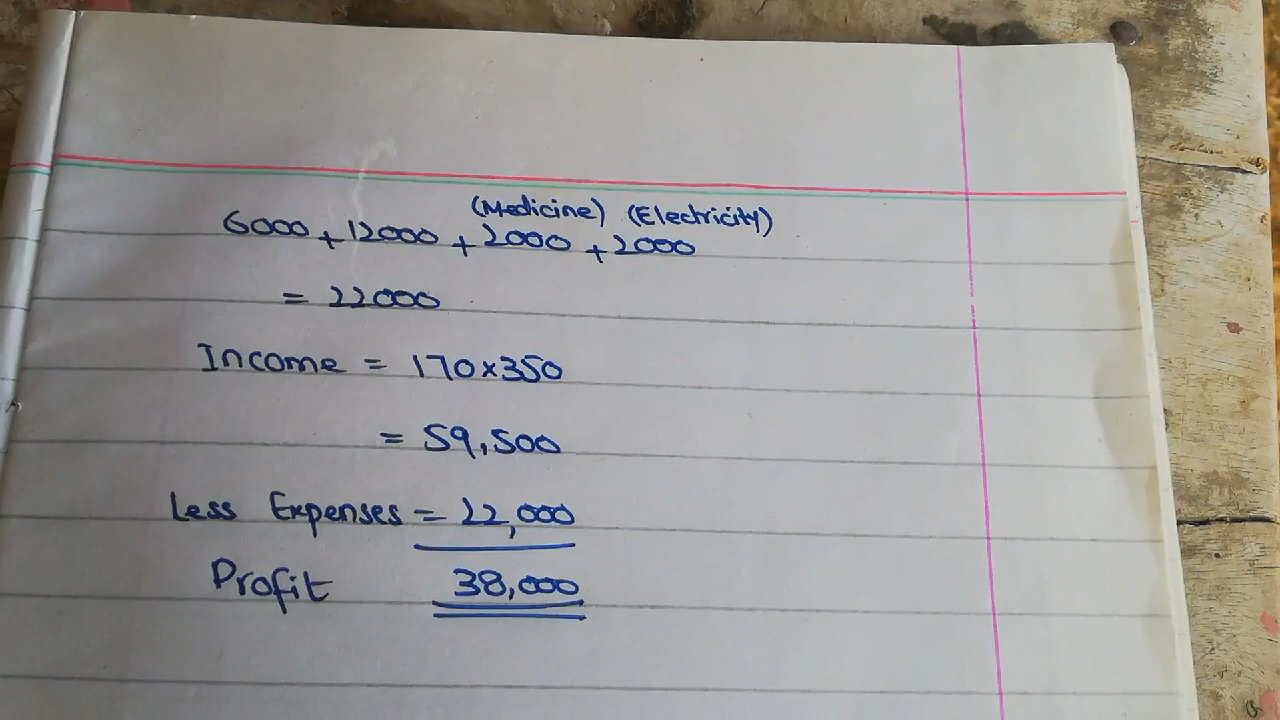 (Medicine) (Electricity)
6000 + 12000 + 2000 + 2000
= 22000
Income = 170x350
= 59,500
Less Expenses = 22,000
Profit 38,000